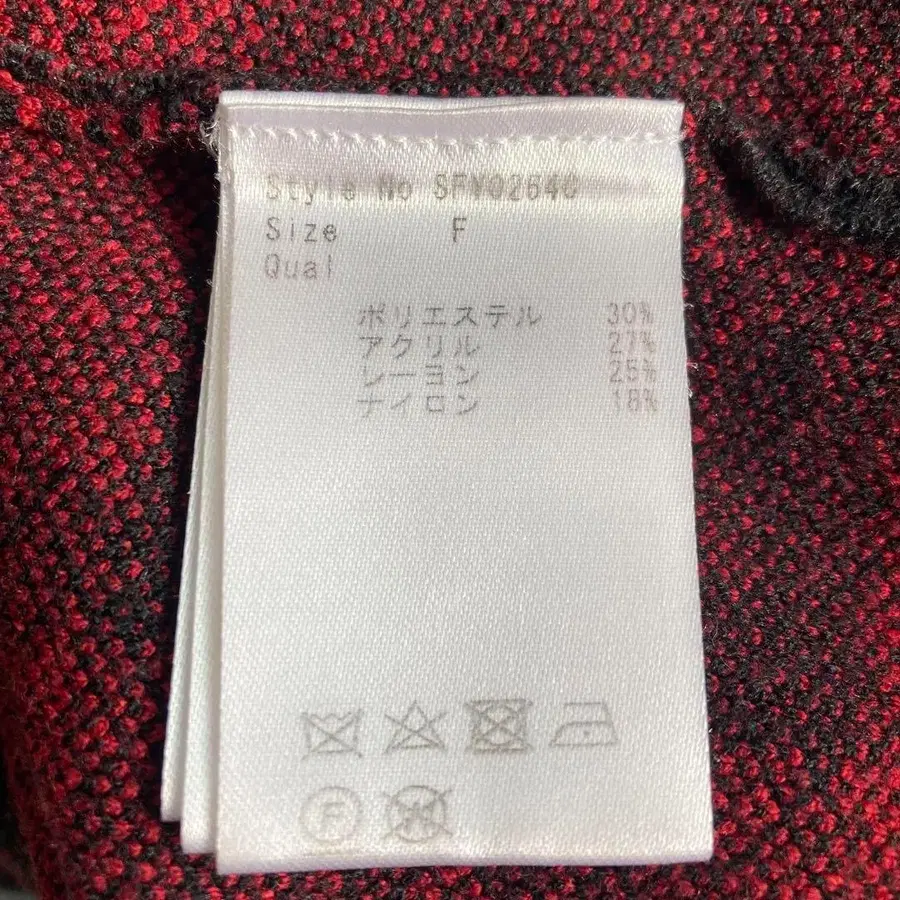 Style No SFY0264C
Size F
Qual
ポリエステル 30%
アクリル 27%
レーヨン 25%
ナイロン 18%
F